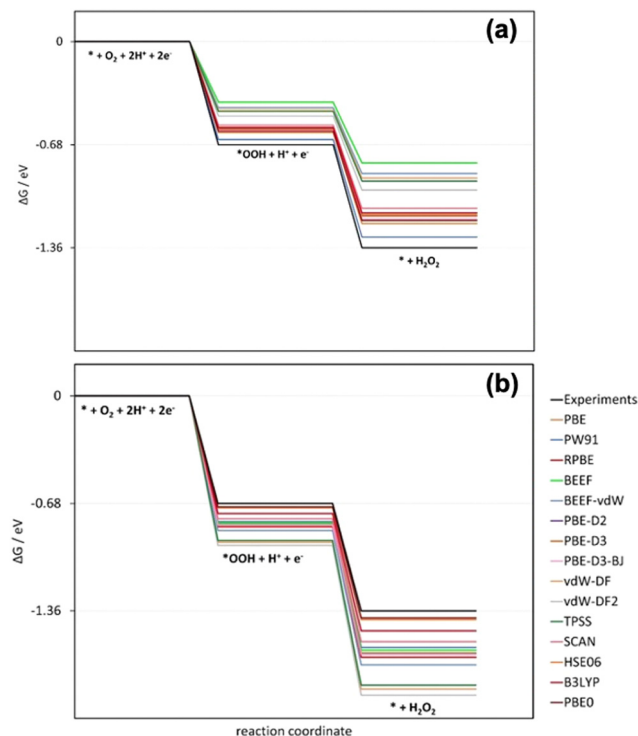 (a)
0
* + O₂ + 2H⁺ + 2e⁻
-0.68
*OOH + H⁺ + e⁻
ΔG / eV
-1.36
* + H₂O₂
(b)
0
* + O₂ + 2H⁺ + 2e⁻
-0.68
*OOH + H⁺ + e⁻
ΔG / eV
-1.36
* + H₂O₂
reaction coordinate
Experiments
PBE
PW91
RPBE
BEEF
BEEF-vdW
PBE-D2
PBE-D3
PBE-D3-BJ
vdW-DF
vdW-DF2
TPSS
SCAN
HSE06
B3LYP
PBE0